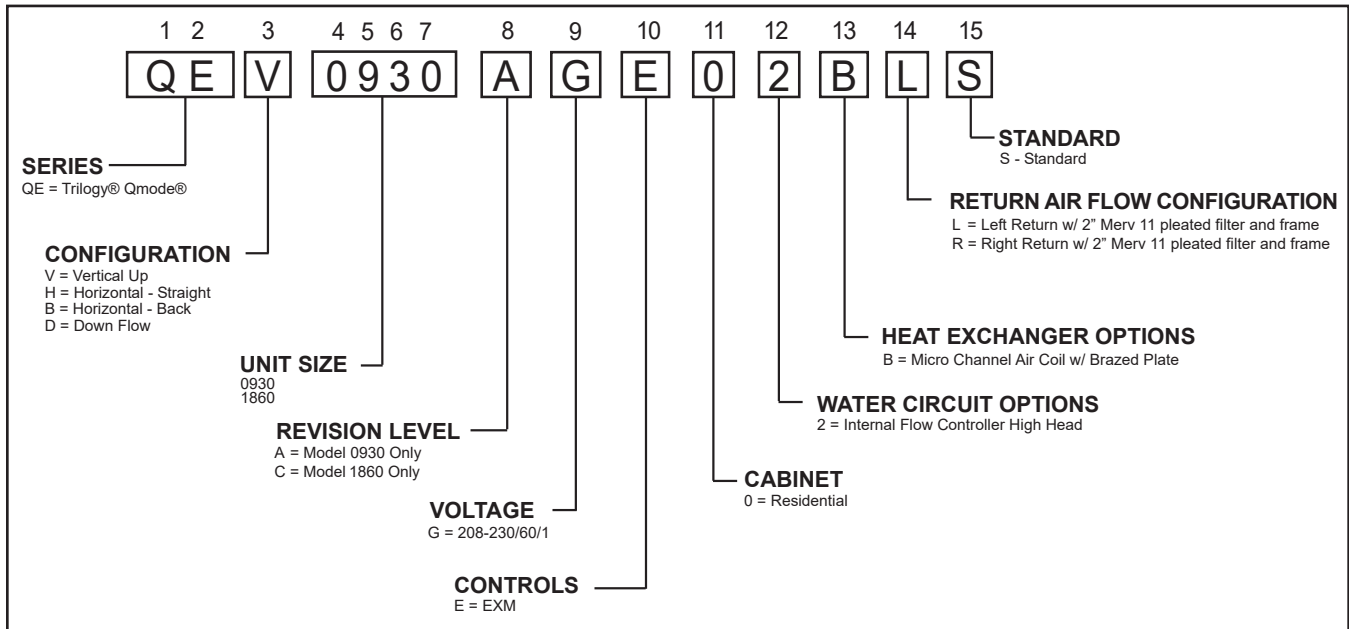 1 2 3 4 5 6 7 8 9 10 11 12 13 14 15
Q E V 0 9 3 0 A G E 0 2 B L S
STANDARD
S - Standard
SERIES
QE = Trilogy® Qmode®
RETURN AIR FLOW CONFIGURATION
L = Left Return w/ 2” Merv 11 pleated filter and frame
R = Right Return w/ 2” Merv 11 pleated filter and frame
CONFIGURATION
V = Vertical Up
H = Horizontal - Straight
B = Horizontal - Back
D = Down Flow
HEAT EXCHANGER OPTIONS
B = Micro Channel Air Coil w/ Brazed Plate
UNIT SIZE
0930
1860
WATER CIRCUIT OPTIONS
2 = Internal Flow Controller High Head
REVISION LEVEL
A = Model 0930 Only
C = Model 1860 Only
CABINET
0 = Residential
VOLTAGE
G = 208-230/60/1
CONTROLS
E = EXM